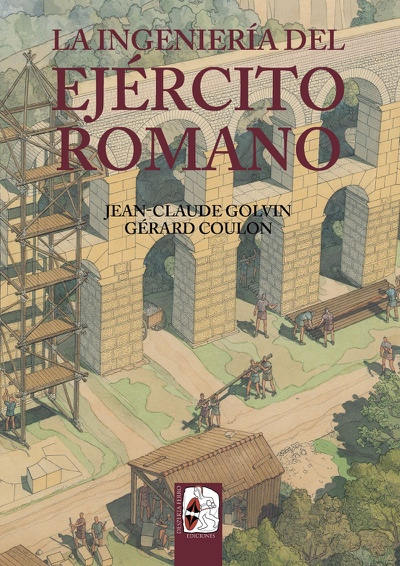 LA INGENIERÍA DEL
EJÉRCITO
ROMANO
JEAN-CLAUDE GOLVIN
GÉRARD COULON
DESPERTA FERRO
EDICIONES